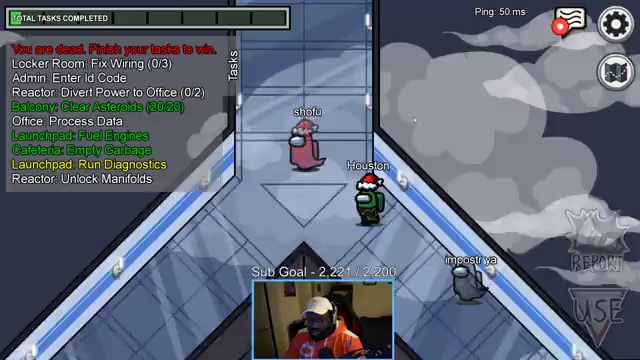 TOTAL TASKS COMPLETED
Ping: 50 ms
You are dead. Finish your tasks to win.
Locker Room: Fix Wiring (0/3)
Admin: Enter Id Code
Reactor: Divert Power to Office (0/2)
Balcony: Clear Asteroids (20/20)
Office: Process Data
Launchpad: Fuel Engines
Cafeteria: Empty Garbage
Launchpad: Run Diagnostics
Reactor: Unlock Manifolds
Tasks
shofu
Houston
impostr ya
REPORT
USE
Sub Goal - 2,221 / 2,200